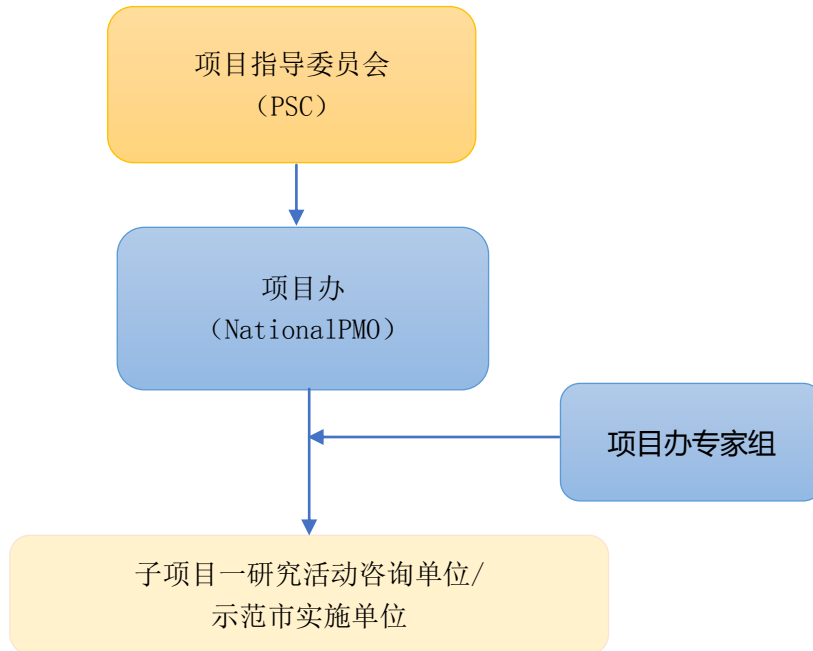 项目指导委员会
（PSC）
项目办
（NationalPMO）
项目办专家组
子项目一研究活动咨询单位/
示范市实施单位